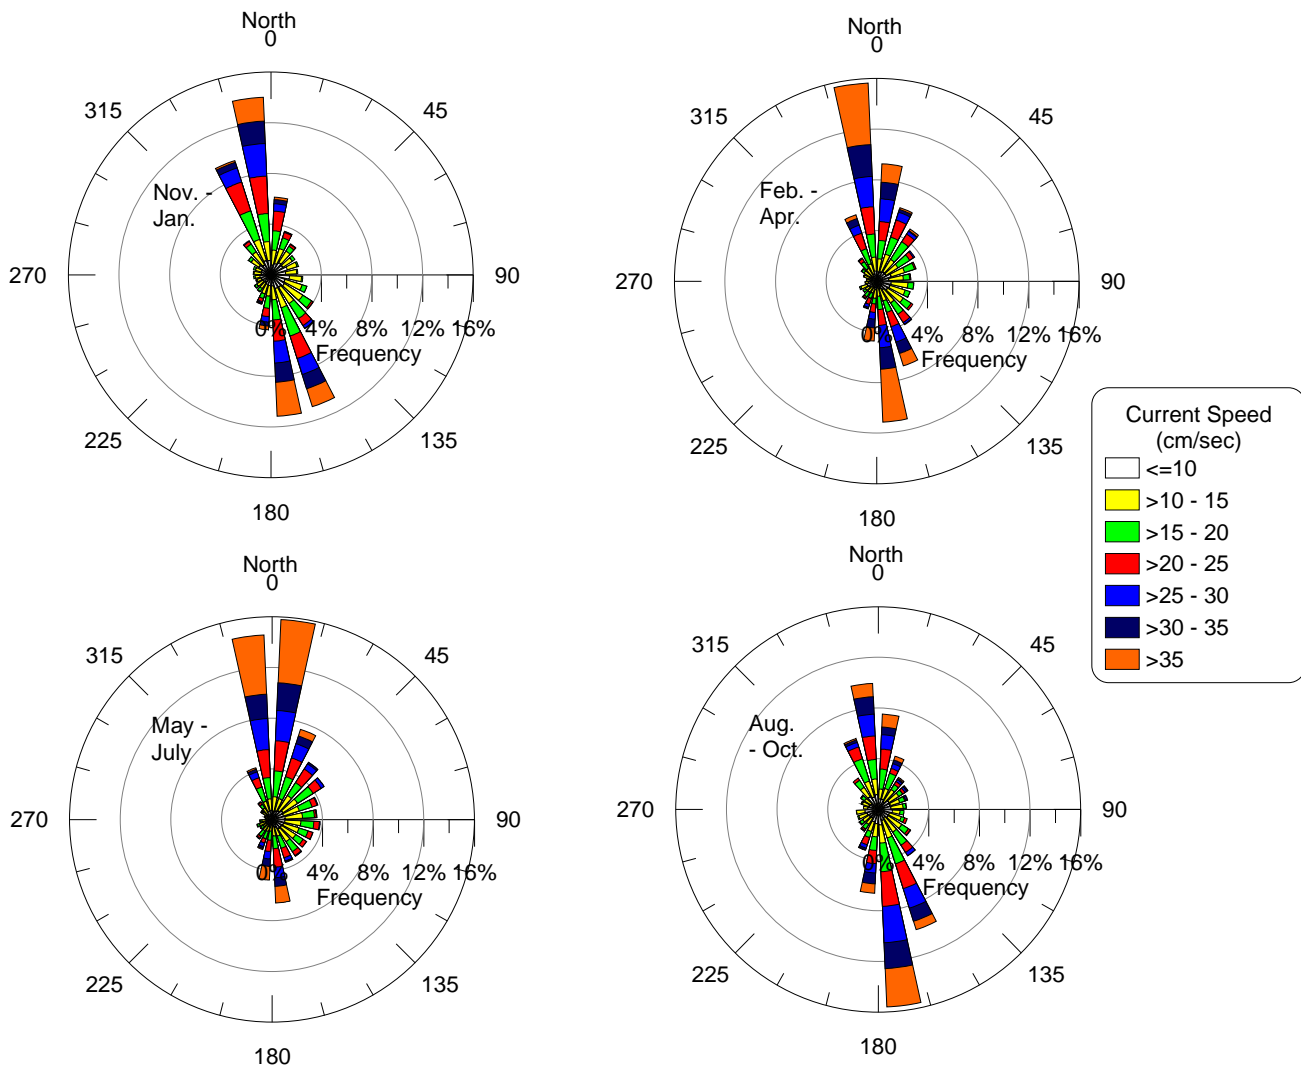 North
0
45
90
135
180
225
270
315
Nov. -
Jan.
0% 4% 8% 12% 16%
Frequency
North
0
45
90
135
180
225
270
315
Feb. -
Apr.
0% 4% 8% 12% 16%
Frequency
North
0
45
90
135
180
225
270
315
May -
July
0% 4% 8% 12% 16%
Frequency
North
0
45
90
135
180
225
270
315
Aug.
- Oct.
0% 4% 8% 12% 16%
Frequency
Current Speed
(cm/sec)
<=10
>10 - 15
>15 - 20
>20 - 25
>25 - 30
>30 - 35
>35